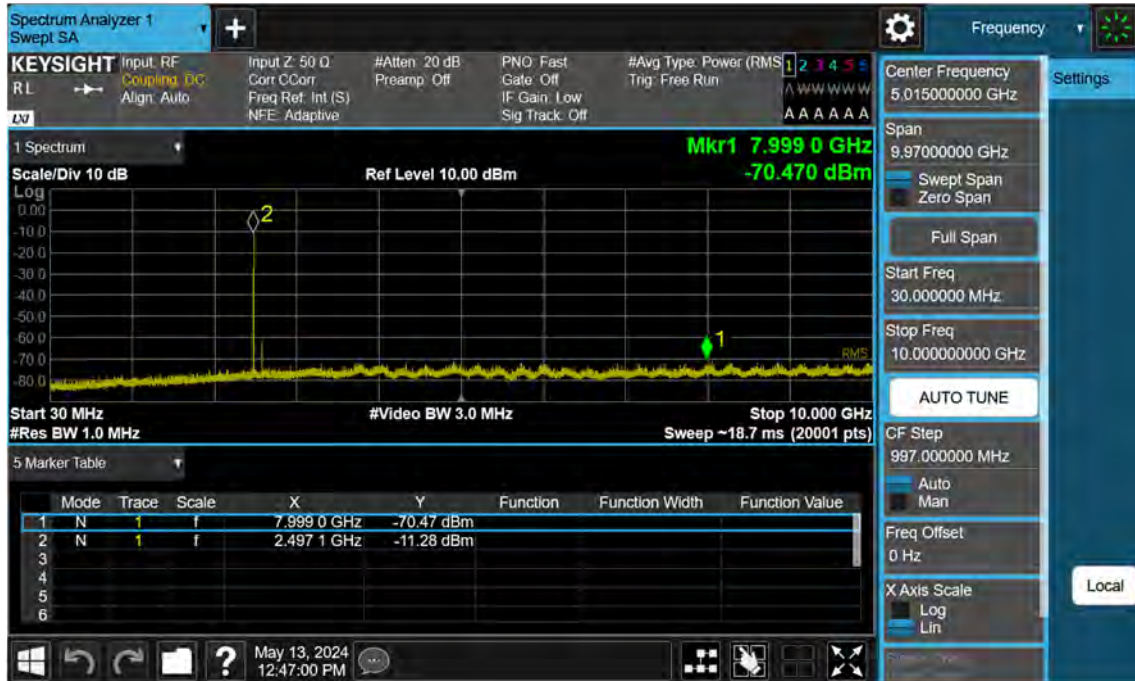 Spectrum Analyzer 1
Swept SA
Frequency
KEYSIGHT
RL
LXI
Input: RF
Coupling: DC
Align: Auto
Input Z: 50 Ω
Corr CCorr
Freq Ref: Int (S)
NFE: Adaptive
#Atten: 20 dB
Preamp: Off
PNO: Fast
Gate: Off
IF Gain: Low
Sig Track: Off
#Avg Type: Power (RMS
Trig: Free Run
1 2 3 4 5 6
A W W W W W
A A A A A A
1 Spectrum
Scale/Div 10 dB
Ref Level 10.00 dBm
Mkr1 7.999 0 GHz
-70.470 dBm
Log
0.00
-10.0
-20.0
-30.0
-40.0
-50.0
-60.0
-70.0
-80.0
2
1
RMS
Start 30 MHz
#Video BW 3.0 MHz
Stop 10.000 GHz
#Res BW 1.0 MHz
Sweep ~18.7 ms (20001 pts)
5 Marker Table
Mode Trace Scale X Y Function Function Width Function Value
1 N 1 f 7.999 0 GHz -70.47 dBm
2 N 1 f 2.497 1 GHz -11.28 dBm
3
4
5
6
May 13, 2024
12:47:00 PM
Center Frequency
5.015000000 GHz
Settings
Span
9.97000000 GHz
Swept Span
Zero Span
Full Span
Start Freq
30.000000 MHz
Stop Freq
10.000000000 GHz
AUTO TUNE
CF Step
997.000000 MHz
Auto
Man
Freq Offset
0 Hz
X Axis Scale
Log
Lin
Local